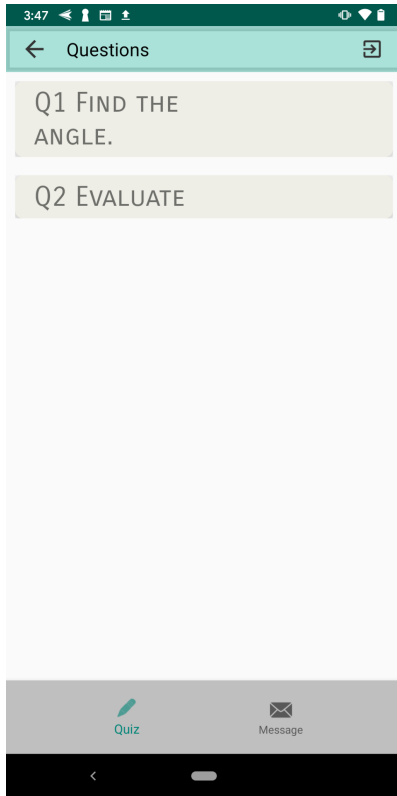 3:47
Questions
Q1 Find the
angle.
Q2 Evaluate
Quiz
Message